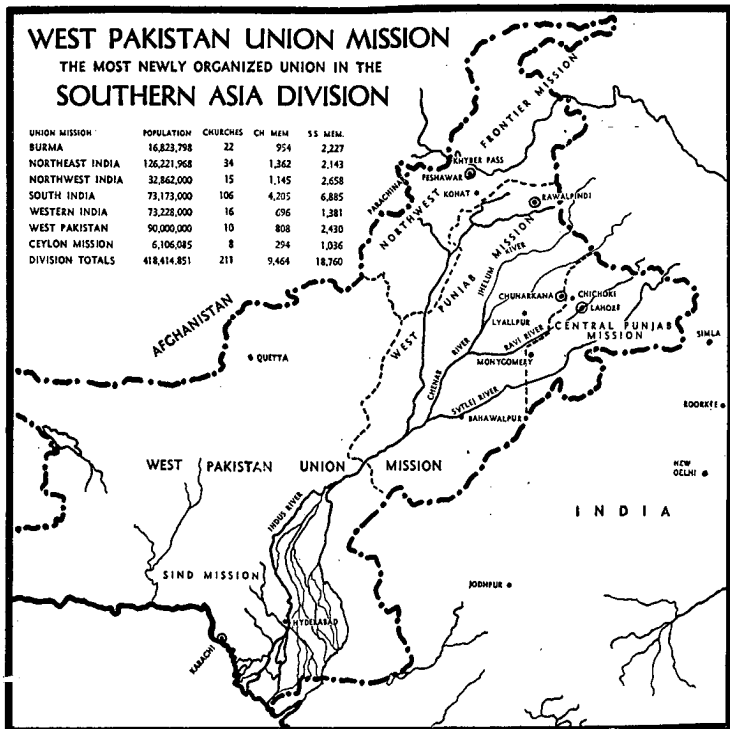 WEST PAKISTAN UNION MISSION
THE MOST NEWLY ORGANIZED UNION IN THE
SOUTHERN ASIA DIVISION
UNION MISSION POPULATION CHURCHES CH MEM SS MEM.
BURMA 16,823,798 22 954 2,227
NORTHEAST INDIA 126,221,968 34 1,362 2,143
NORTHWEST INDIA 32,862,000 15 1,145 2,658
SOUTH INDIA 73,173,000 106 4,205 6,885
WESTERN INDIA 73,228,000 16 696 1,381
WEST PAKISTAN 90,000,000 10 808 2,430
CEYLON MISSION 6,106,085 8 294 1,036
DIVISION TOTALS 418,414,851 211 9,464 18,760
NORTHWEST FRONTIER MISSION
KHYBER PASS
PESHAWAR
PARACHINAR
KOHAT
RAWALPINDI
WEST PUNJAB MISSION
JHELUM RIVER
CHUHARKANA
CHICHOKI
LAHORE
LYALLPUR
CENTRAL PUNJAB
MISSION
RAVI RIVER
SIMLA
MONTGOMERY
CHENAB RIVER
SUTLEJ RIVER
BAHAWALPUR
AFGHANISTAN
QUETTA
ROORKEE
WEST PAKISTAN UNION MISSION
NEW
DELHI
INDUS RIVER
INDIA
SIND MISSION
JODHPUR
HYDERABAD
KARACHI